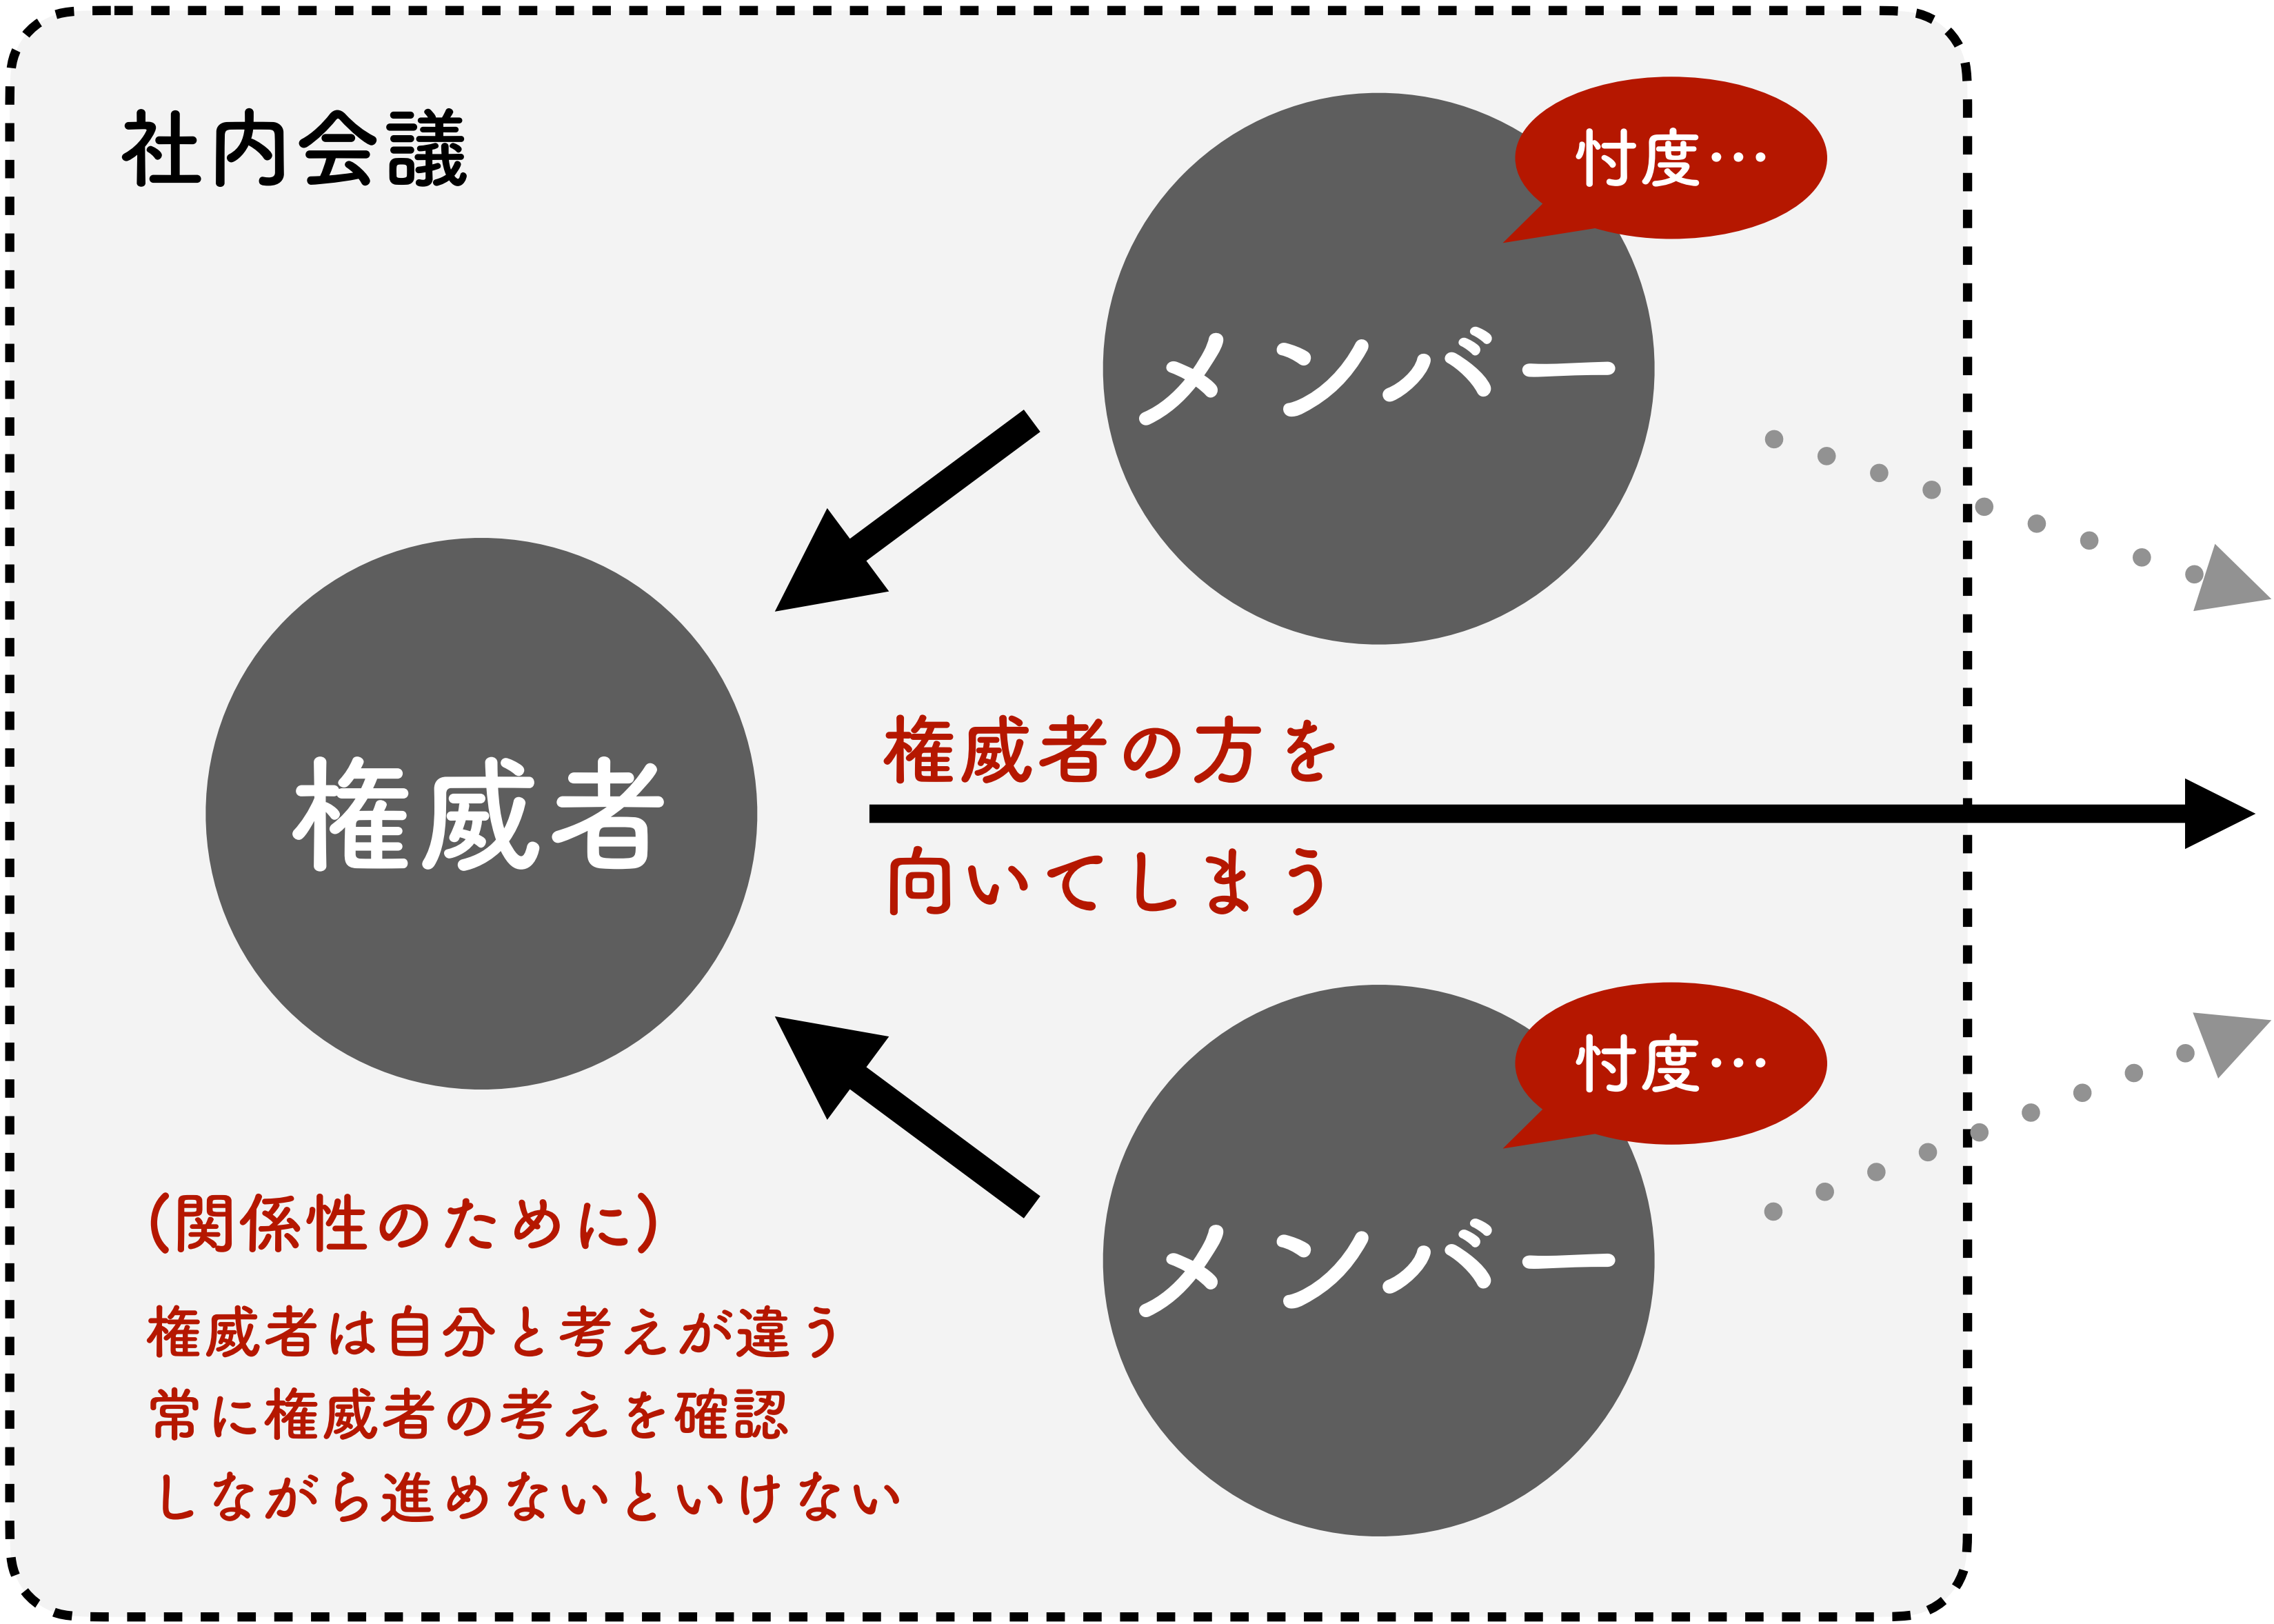 社内会議
忖度…
メンバー
権威者の方を
権威者
向いてしまう
忖度…
メンバー
(関係性のために)
権威者は自分と考えが違う
常に権威者の考えを確認
しながら進めないといけない